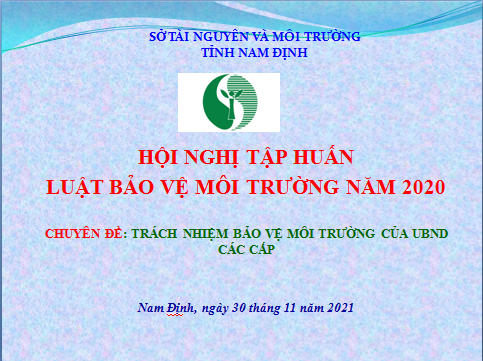 SỞ TÀI NGUYÊN VÀ MÔI TRƯỜNG
TỈNH NAM ĐỊNH
HỘI NGHỊ TẬP HUẤN
LUẬT BẢO VỆ MÔI TRƯỜNG NĂM 2020
CHUYÊN ĐỀ: TRÁCH NHIỆM BẢO VỆ MÔI TRƯỜNG CỦA UBND
CÁC CẤP
Nam Định, ngày 30 tháng 11 năm 2021